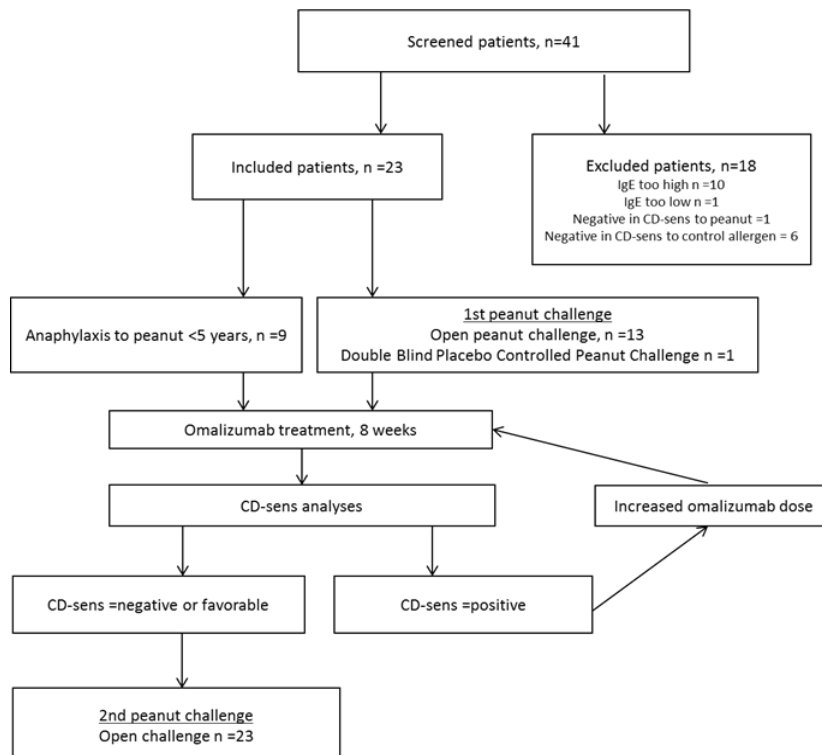 Screened patients, n=41
Included patients, n =23
Excluded patients, n=18
IgE too high n =10
IgE too low n =1
Negative in CD-sens to peanut =1
Negative in CD-sens to control allergen = 6
Anaphylaxis to peanut <5 years, n =9
1st peanut challenge
Open peanut challenge, n =13
Double Blind Placebo Controlled Peanut Challenge n =1
Omalizumab treatment, 8 weeks
CD-sens analyses
Increased omalizumab dose
CD-sens =negative or favorable
CD-sens =positive
2nd peanut challenge
Open challenge n =23